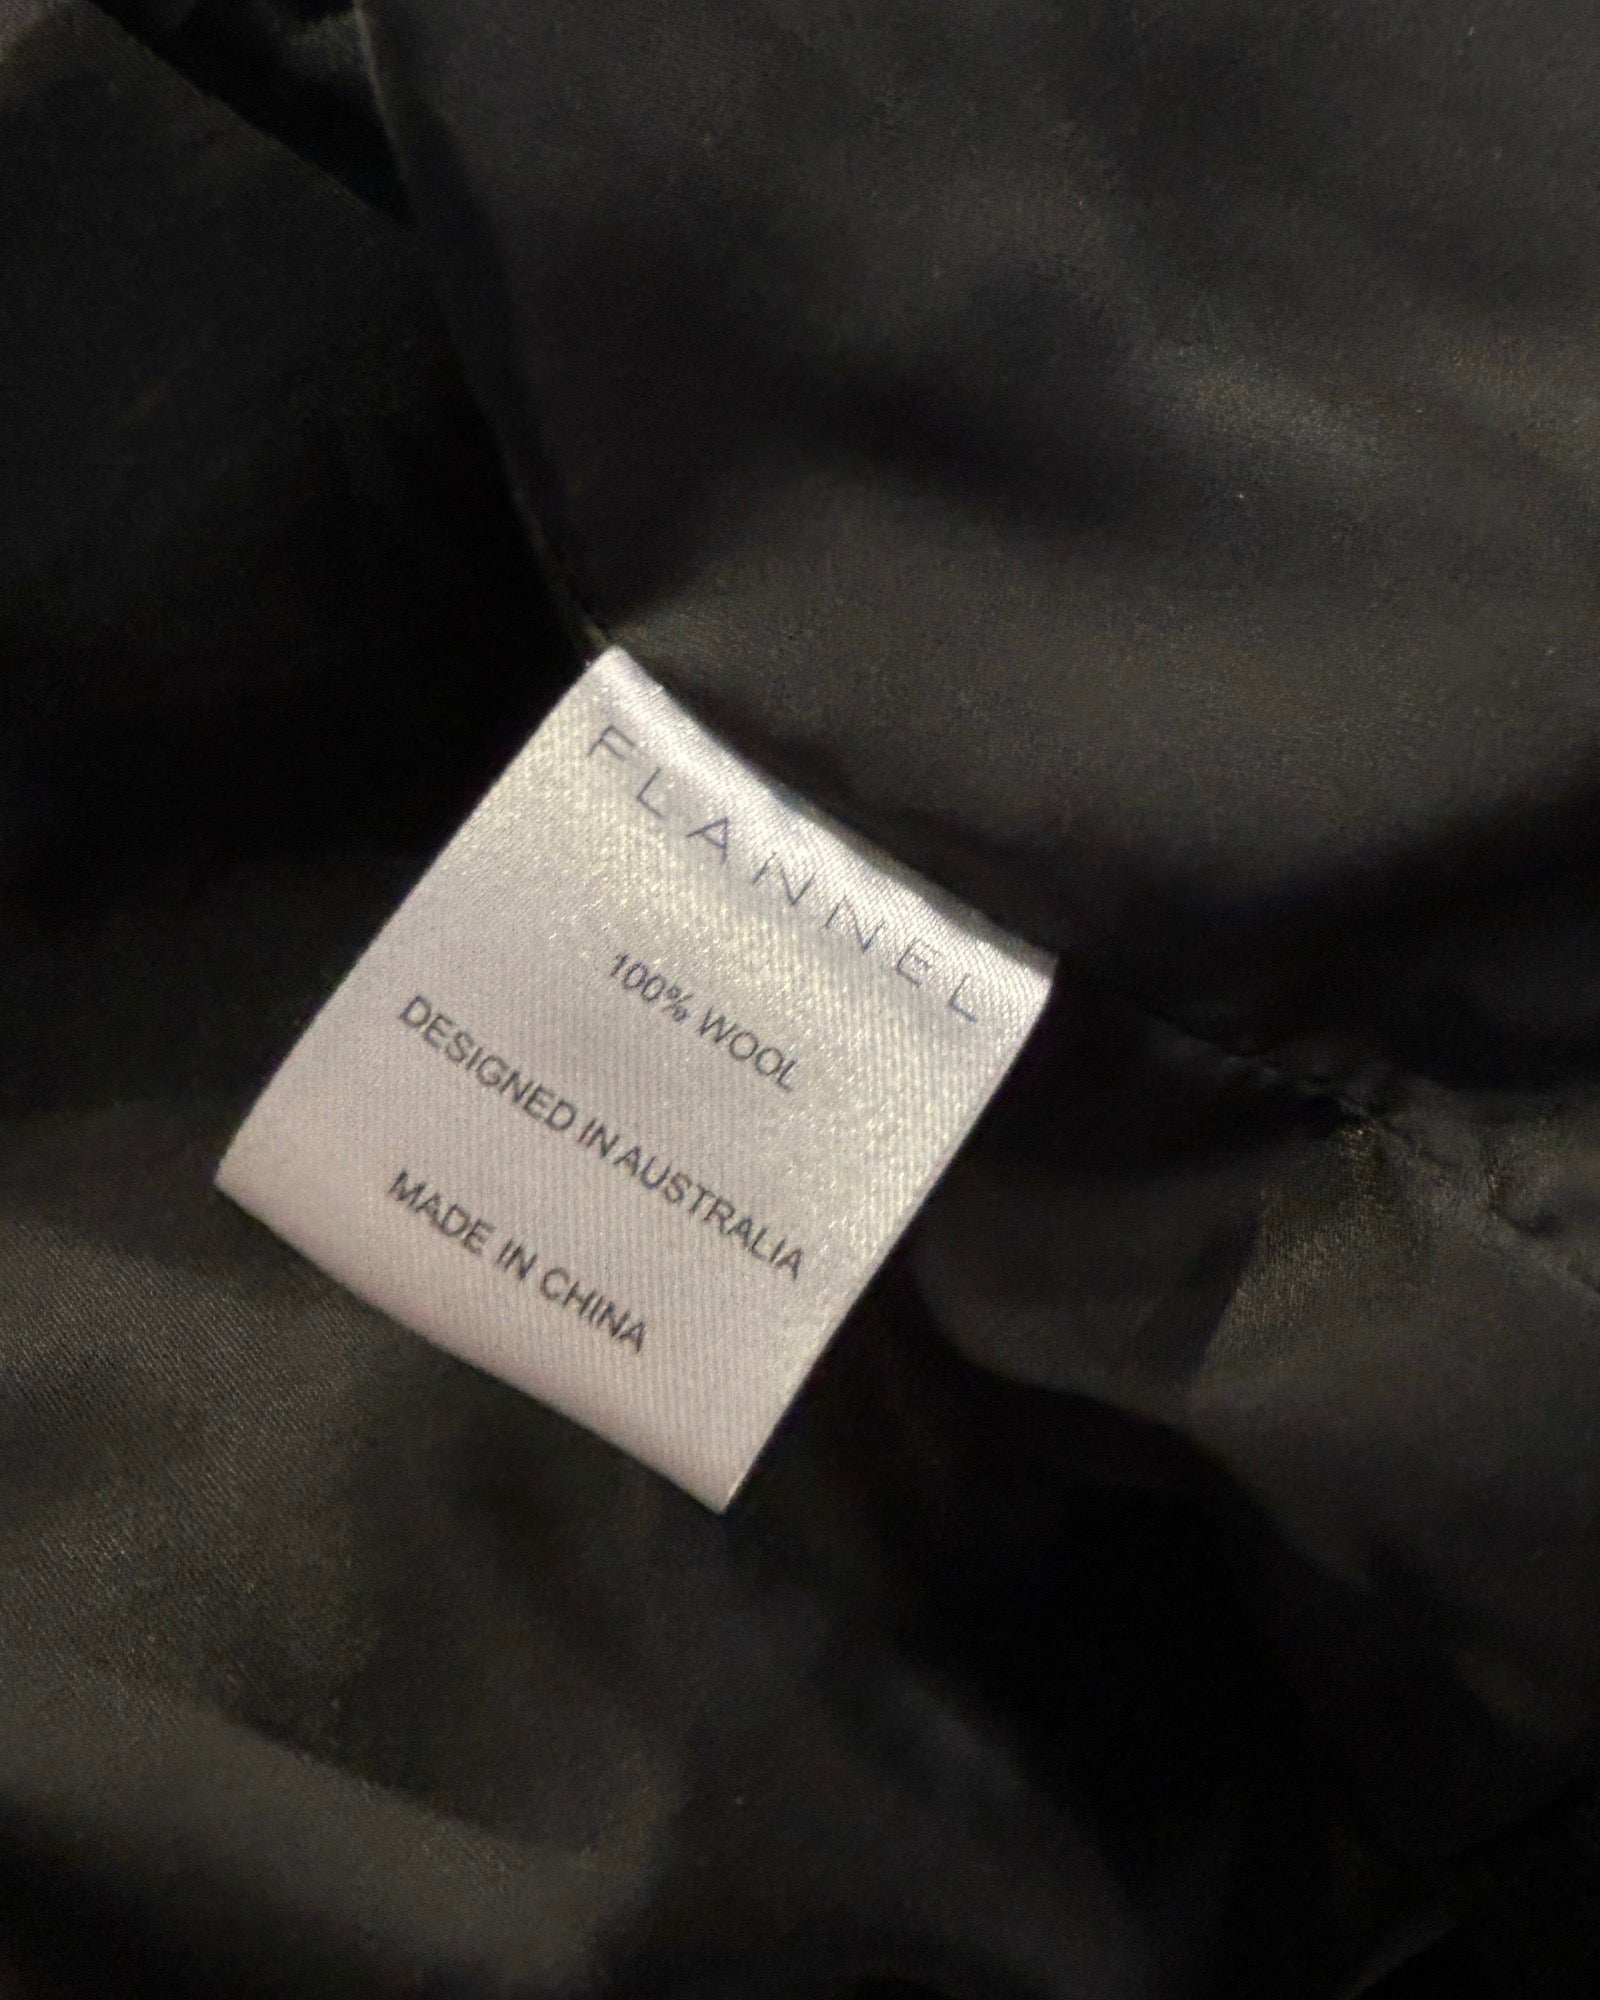 FLANNEL
100% WOOL
DESIGNED IN AUSTRALIA
MADE IN CHINA